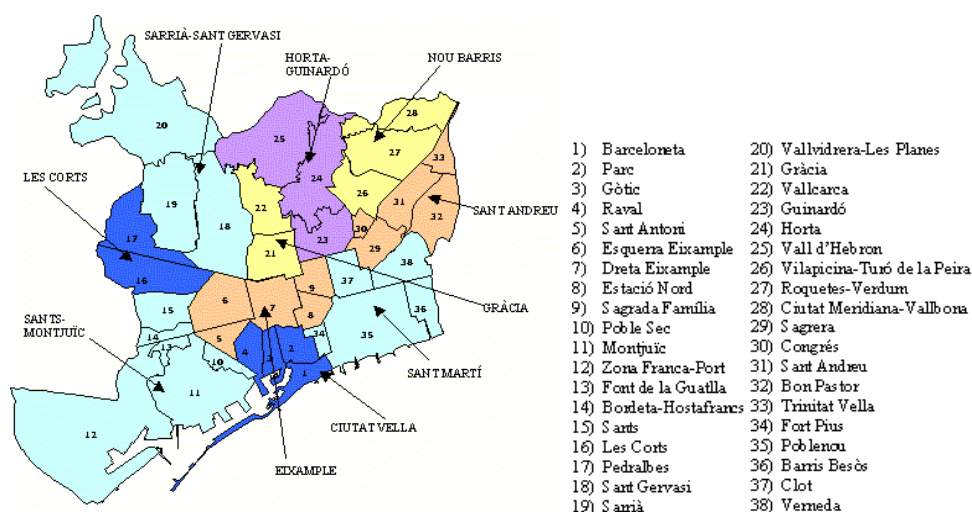 SARRIÀ-SANT GERVASI
HORTA-
GUINARDÓ
NOU BARRIS
LES CORTS
SANT ANDREU
SANTS-
MONTJUÏC
GRÀCIA
SANT MARTÍ
CIUTAT VELLA
EIXAMPLE
20
25
28
27
24
33
26
19
22
31
32
18
30
17
23
29
21
38
16
37
9
6
7
36
15
8
34
35
14
13
5
4
3
2
10
1
11
12
1) Barceloneta
2) Parc
3) Gòtic
4) Raval
5) Sant Antoni
6) Esquerra Eixample
7) Dreta Eixample
8) Estació Nord
9) Sagrada Família
10) Poble Sec
11) Montjuïc
12) Zona Franca-Port
13) Font de la Guatlla
14) Bordeta-Hostafrancs
15) Sants
16) Les Corts
17) Pedralbes
18) Sant Gervasi
19) Sarrià
20) Vallvidrera-Les Planes
21) Gràcia
22) Vallcarca
23) Guinardó
24) Horta
25) Vall d'Hebron
26) Vilapicina-Turó de la Peira
27) Roquetes-Verdum
28) Ciutat Meridiana-Vallbona
29) Sagrera
30) Congrés
31) Sant Andreu
32) Bon Pastor
33) Trinitat Vella
34) Fort Pius
35) Poblenou
36) Barris Besòs
37) Clot
38) Verneda